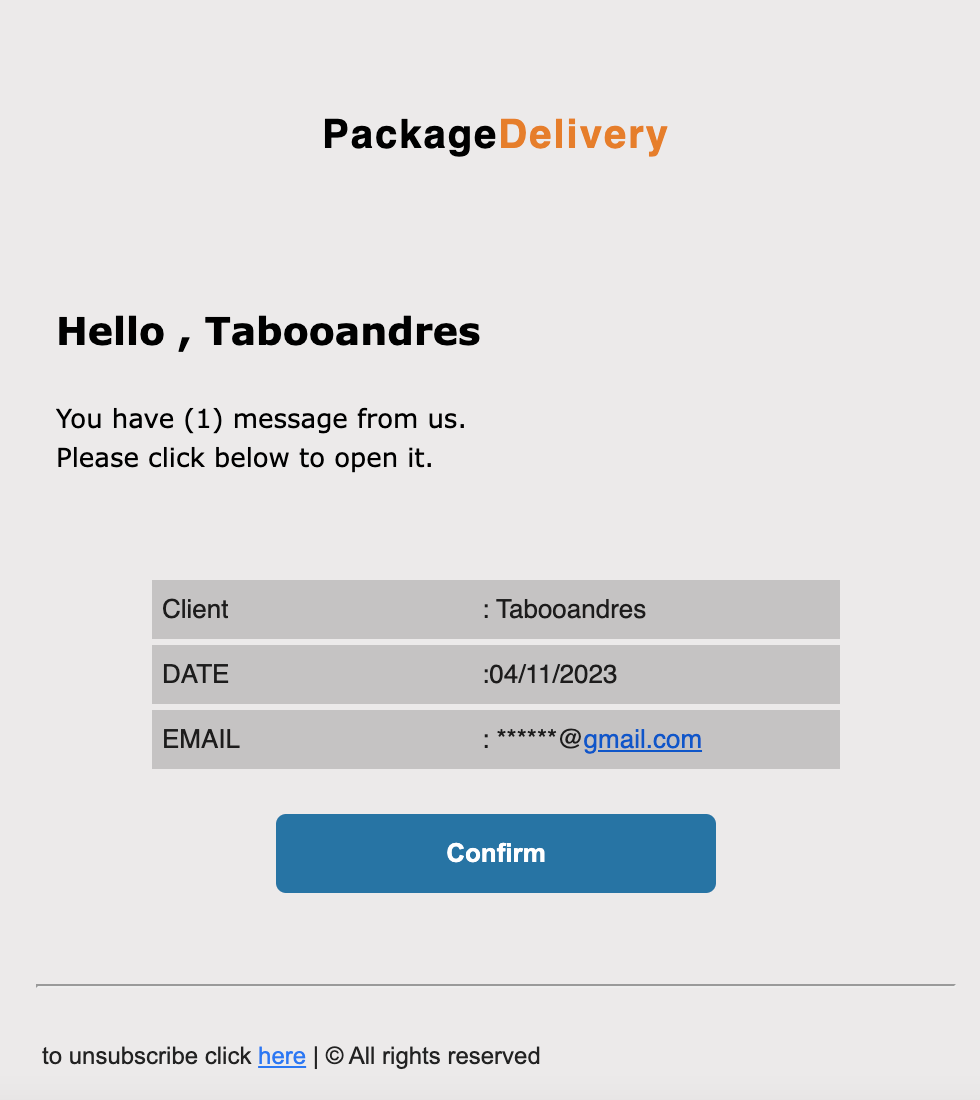 PackageDelivery
Hello , Tabooandres
You have (1) message from us.
Please click below to open it.
Client : Tabooandres
DATE :04/11/2023
EMAIL : ******@gmail.com
Confirm
to unsubscribe click here | © All rights reserved